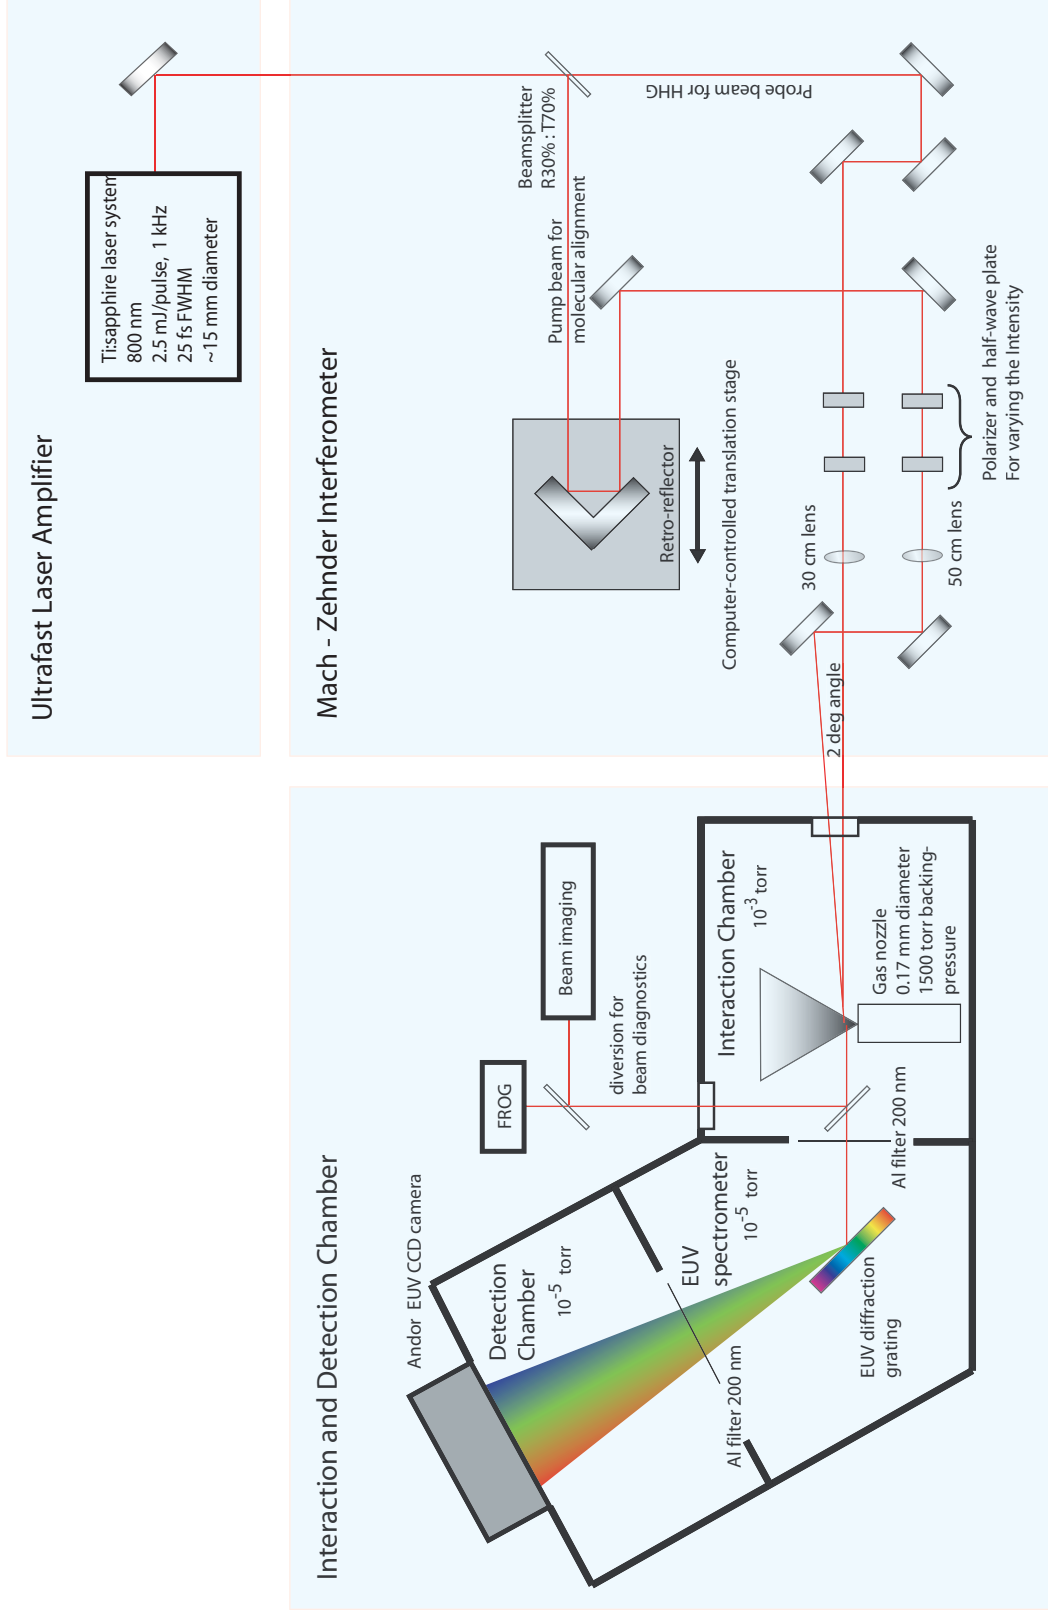 Ultrafast Laser Amplifier
Ti:sapphire laser system
800 nm
2.5 mJ/pulse, 1 kHz
25 fs FWHM
~15 mm diameter
Mach - Zehnder Interferometer
Beamsplitter
R30% : T70%
Probe beam for HHG
Pump beam for
molecular alignment
Retro-reflector
Computer-controlled translation stage
30 cm lens
50 cm lens
Polarizer and half-wave plate
For varying the Intensity
2 deg angle
Interaction and Detection Chamber
Andor EUV CCD camera
FROG
Beam imaging
diversion for
beam diagnostics
Detection
Chamber
10-5 torr
EUV
spectrometer
10-5 torr
Interaction Chamber
10-3 torr
Al filter 200 nm
Al filter 200 nm
EUV diffraction
grating
Gas nozzle
0.17 mm diameter
1500 torr backing-
pressure